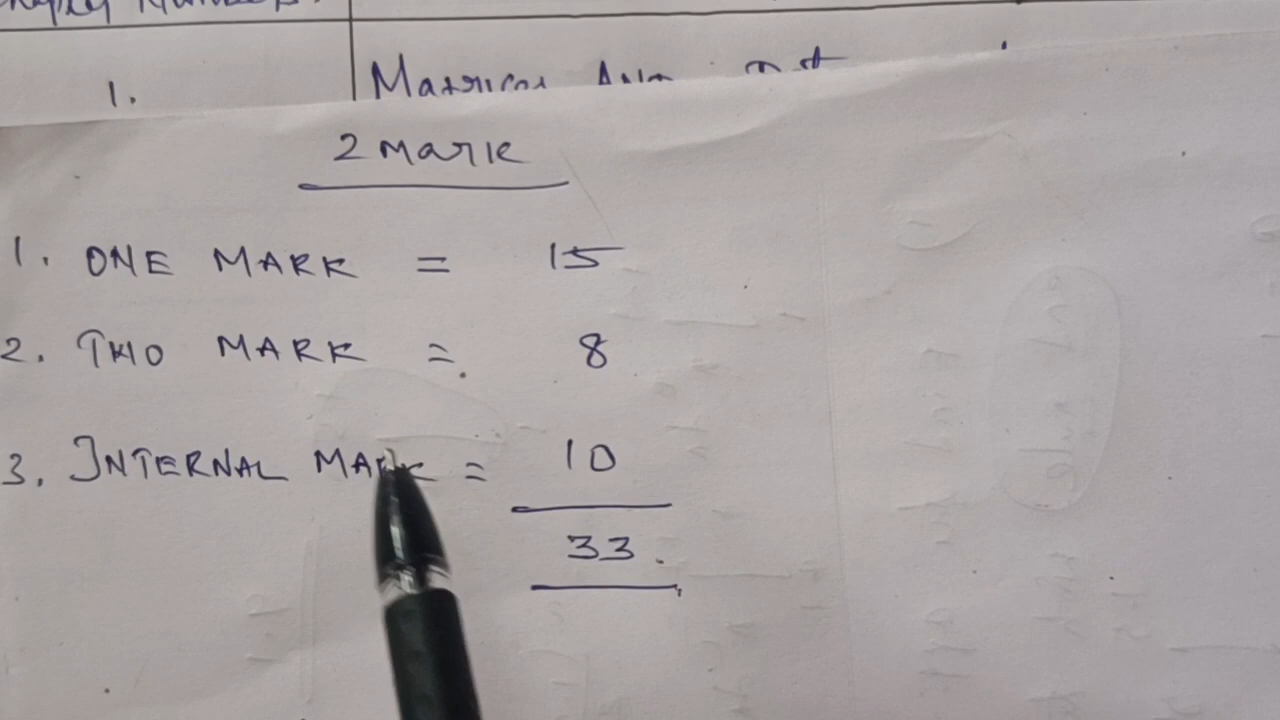 1.
2 Mark
1. ONE MARK = 15
2. TWO MARK = 8
3. INTERNAL MARK = 10
33.